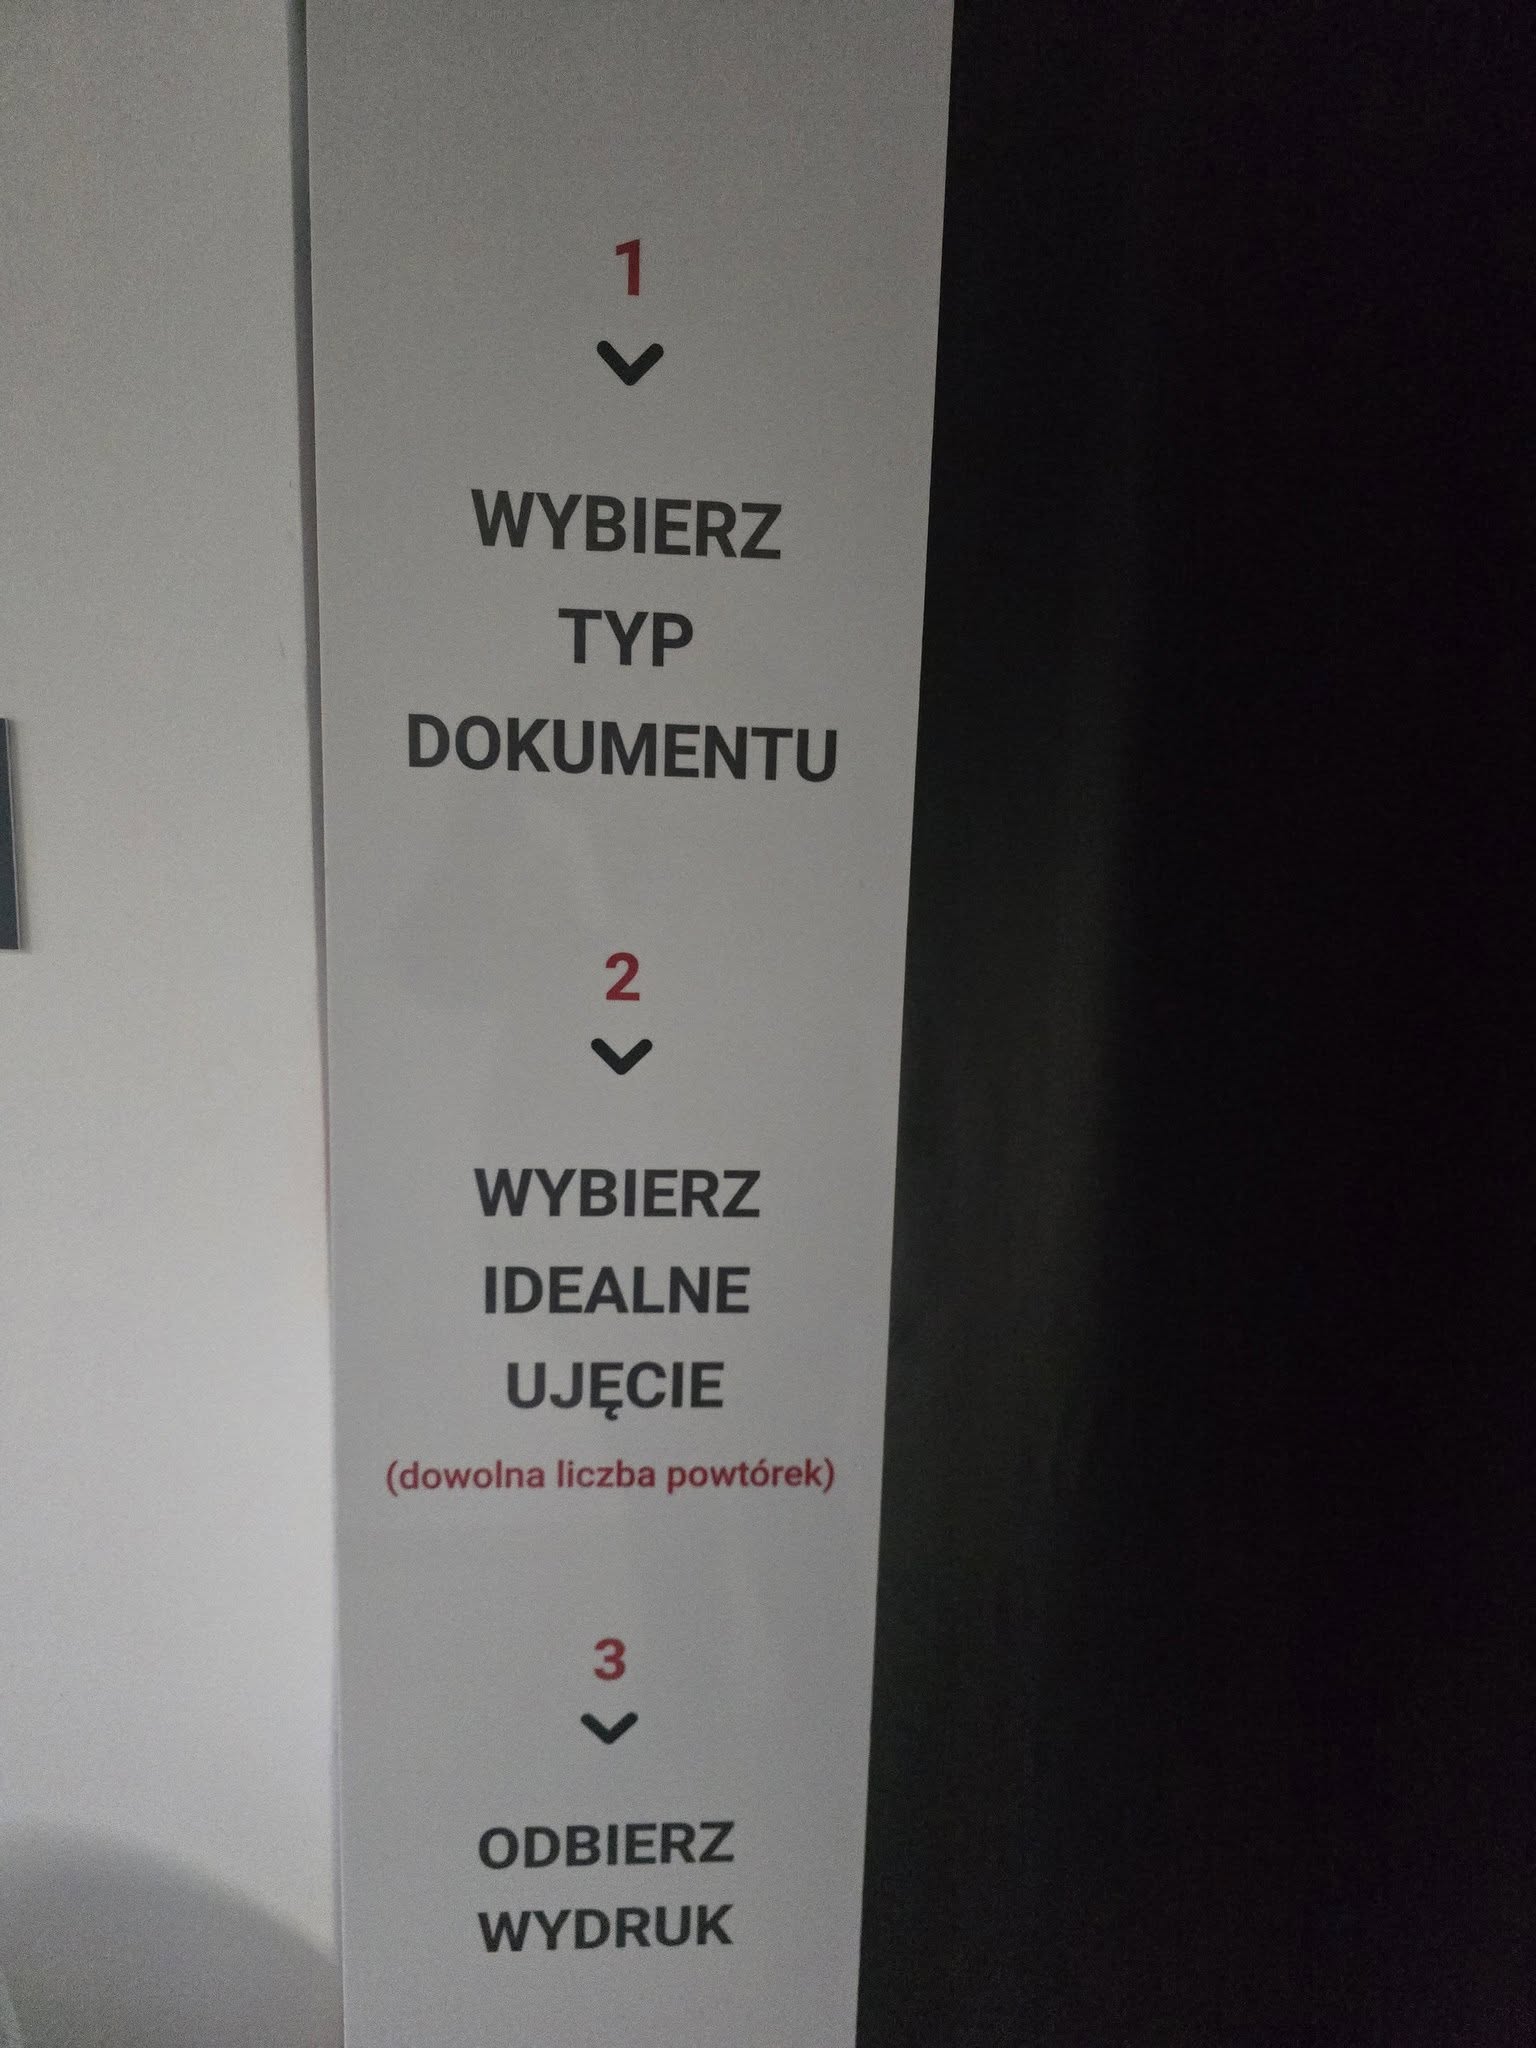 1
WYBIERZ
TYP
DOKUMENTU
2
WYBIERZ
IDEALNE
UJĘCIE
(dowolna liczba powtórek)
3
ODBIERZ
WYDRUK